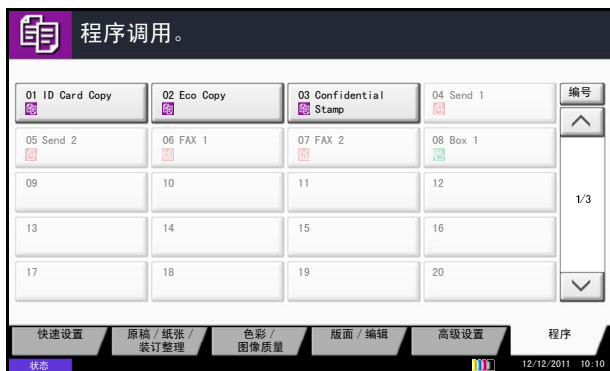 程序调用。
01 ID Card Copy
02 Eco Copy
03 Confidential
Stamp
04 Send 1
编号
05 Send 2
06 FAX 1
07 FAX 2
08 Box 1
09
10
11
12
1/3
13
14
15
16
17
18
19
20
快速设置
原稿 / 纸张 /
装订整理
色彩 /
图像质量
版面 / 编辑
高级设置
程序
状态
12/12/2011 10:10